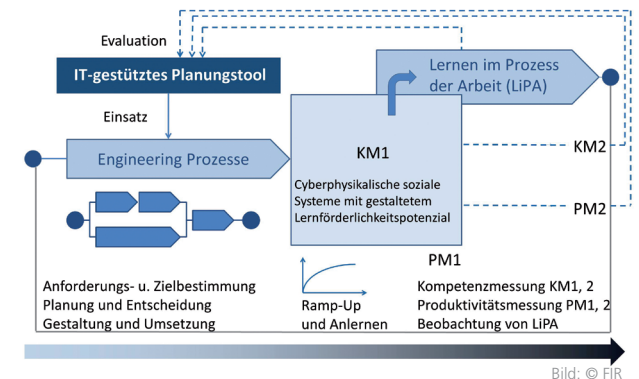 Evaluation
IT-gestütztes Planungstool
Einsatz
Engineering Prozesse
Lernen im Prozess
der Arbeit (LiPA)
KM1
Cyberphysikalische soziale
Systeme mit gestaltetem
Lernförderlichkeitspotenzial
KM2
PM2
PM1
Anforderungs- u. Zielbestimmung
Planung und Entscheidung
Gestaltung und Umsetzung
Ramp-Up
und Anlernen
Kompetenzmessung KM1, 2
Produktivitätsmessung PM1, 2
Beobachtung von LiPA
Bild: © FIR